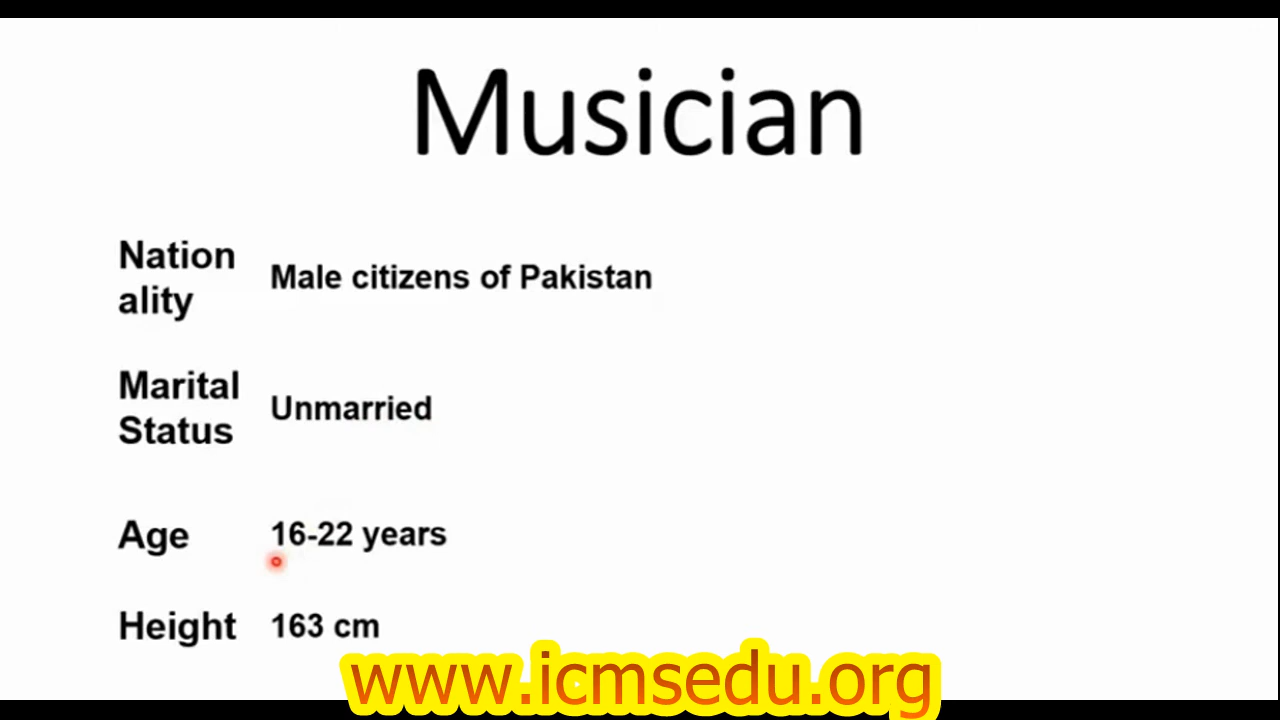 Musician
Nation
ality
Male citizens of Pakistan
Marital
Status
Unmarried
Age
16-22 years
Height
163 cm
www.icmsedu.org